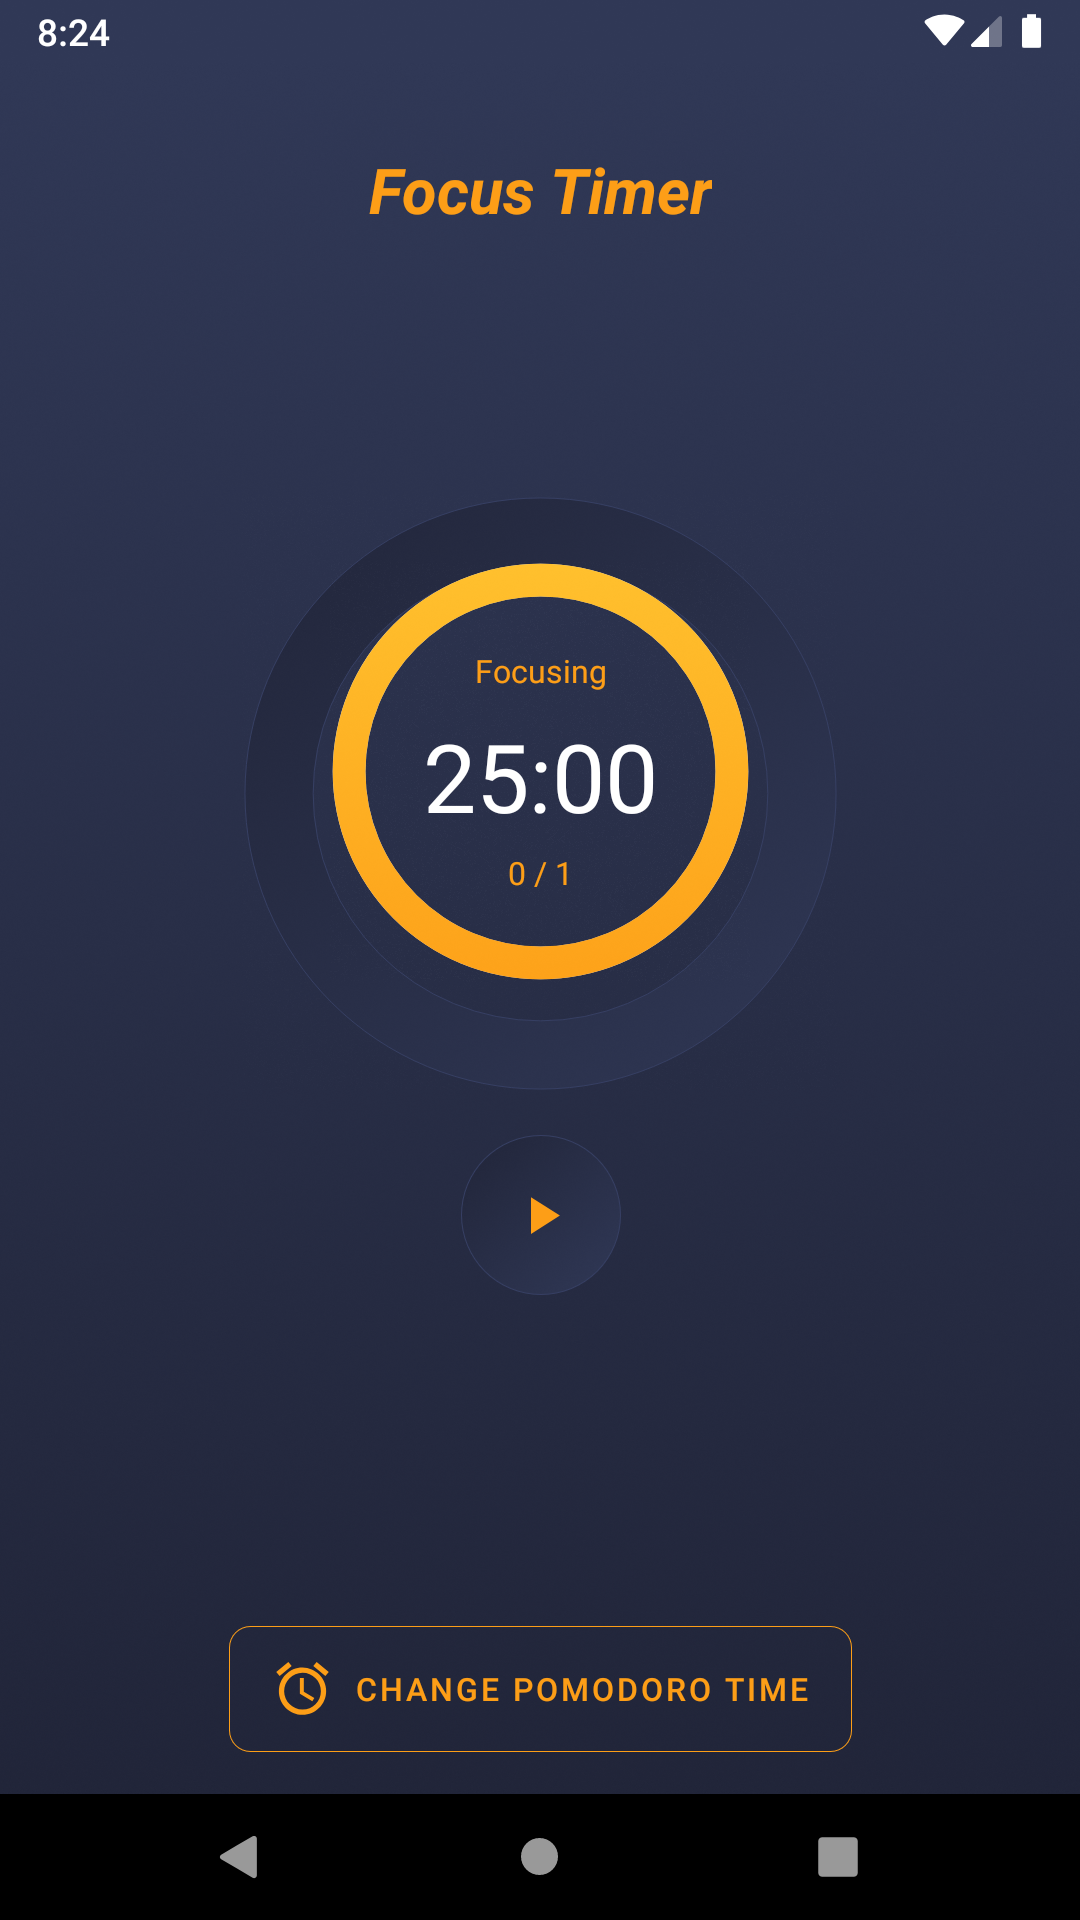 8:24
Focus Timer
Focusing
25:00
0 / 1
CHANGE POMODORO TIME